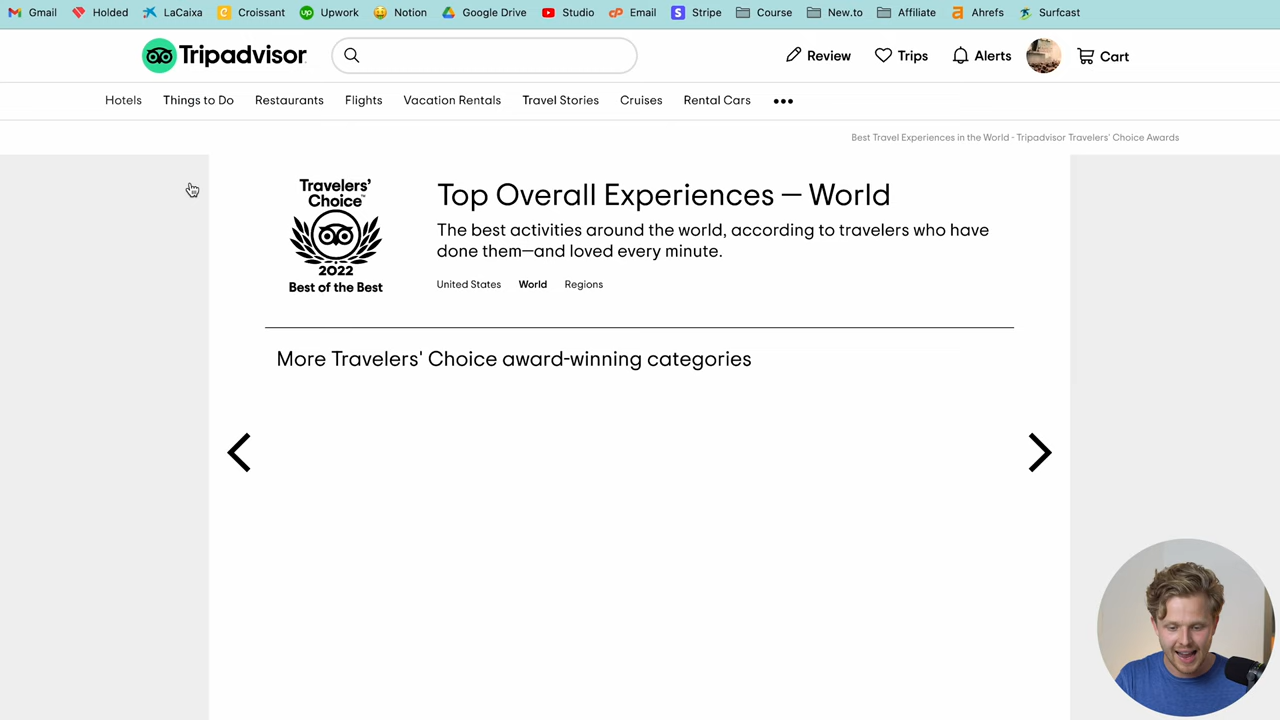 Gmail Holded LaCaixa Croissant Upwork Notion Google Drive Studio Email Stripe Course New.to Affiliate Ahrefs Surfcast
Tripadvisor Review Trips Alerts Cart
Hotels Things to Do Restaurants Flights Vacation Rentals Travel Stories Cruises Rental Cars •••
Best Travel Experiences in the World - Tripadvisor Travelers' Choice Awards
Travelers'
Choice™
2022
Best of the Best
Top Overall Experiences — World
The best activities around the world, according to travelers who have
done them—and loved every minute.
United States World Regions
More Travelers' Choice award-winning categories